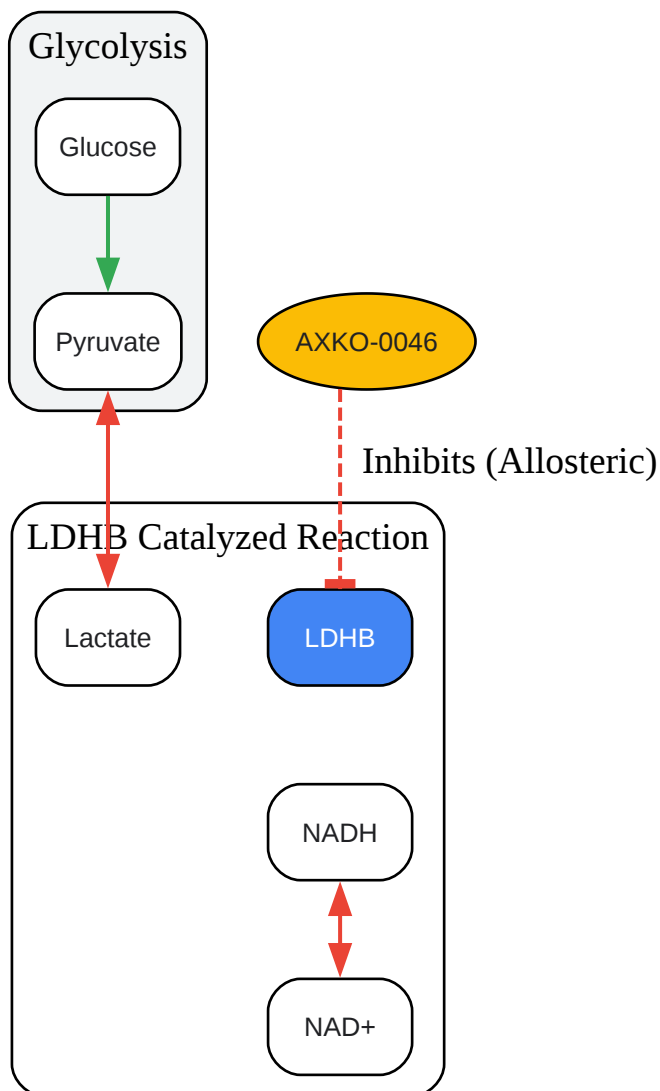 Glycolysis
Glucose
Pyruvate
AXKO-0046
Inhibits (Allosteric)
LDHB Catalyzed Reaction
Lactate
LDHB
NADH
NAD+